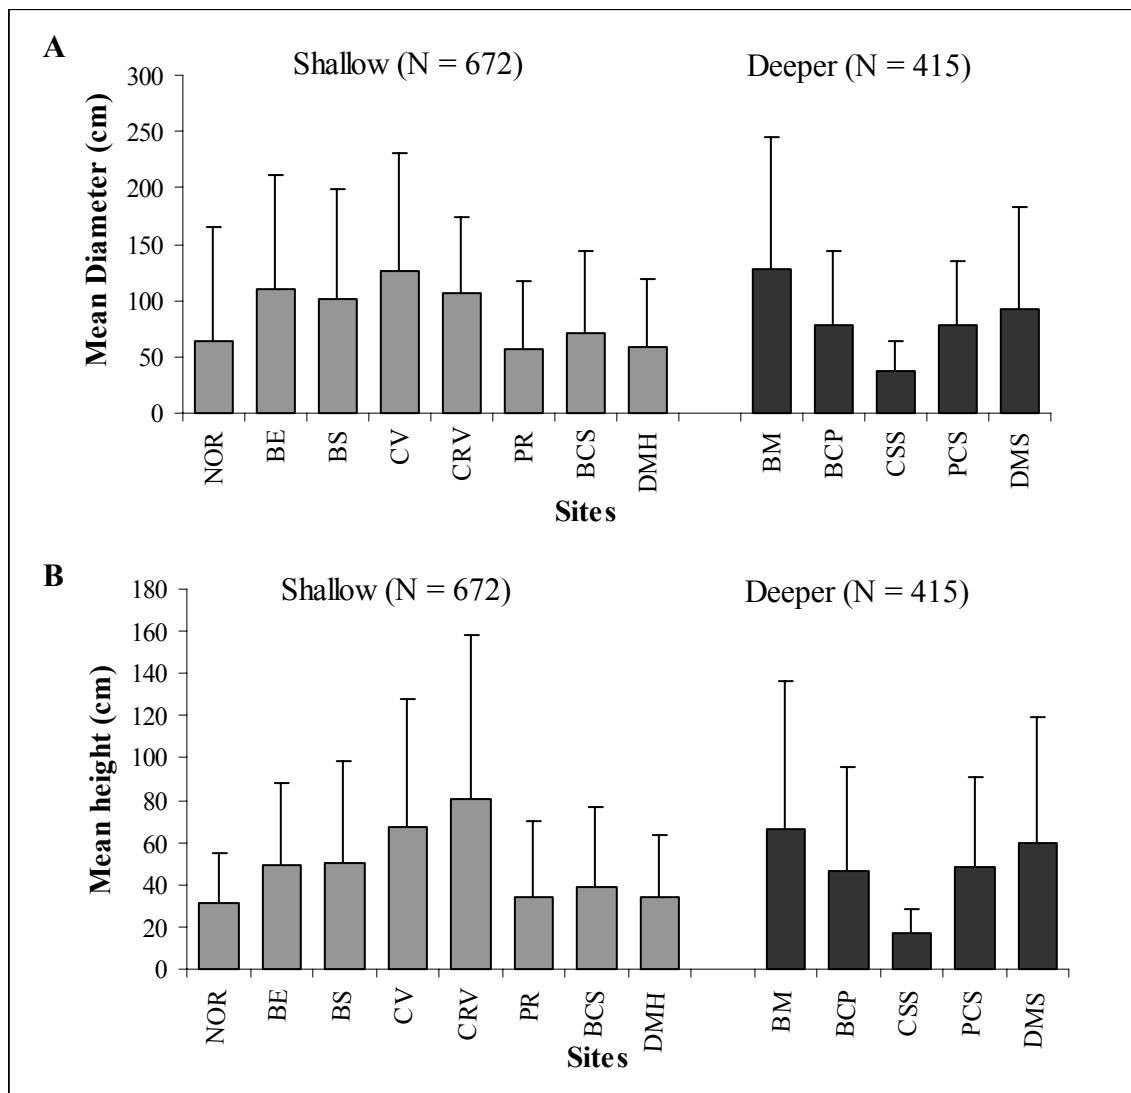 A
Shallow (N = 672)
Deeper (N = 415)
Mean Diameter (cm)
300
250
200
150
100
50
0
NOR
BE
BS
CV
CRV
PR
BCS
DMH
BM
BCP
CSS
PCS
DMS
Sites
B
Shallow (N = 672)
Deeper (N = 415)
Mean height (cm)
180
160
140
120
100
80
60
40
20
0
NOR
BE
BS
CV
CRV
PR
BCS
DMH
BM
BCP
CSS
PCS
DMS
Sites